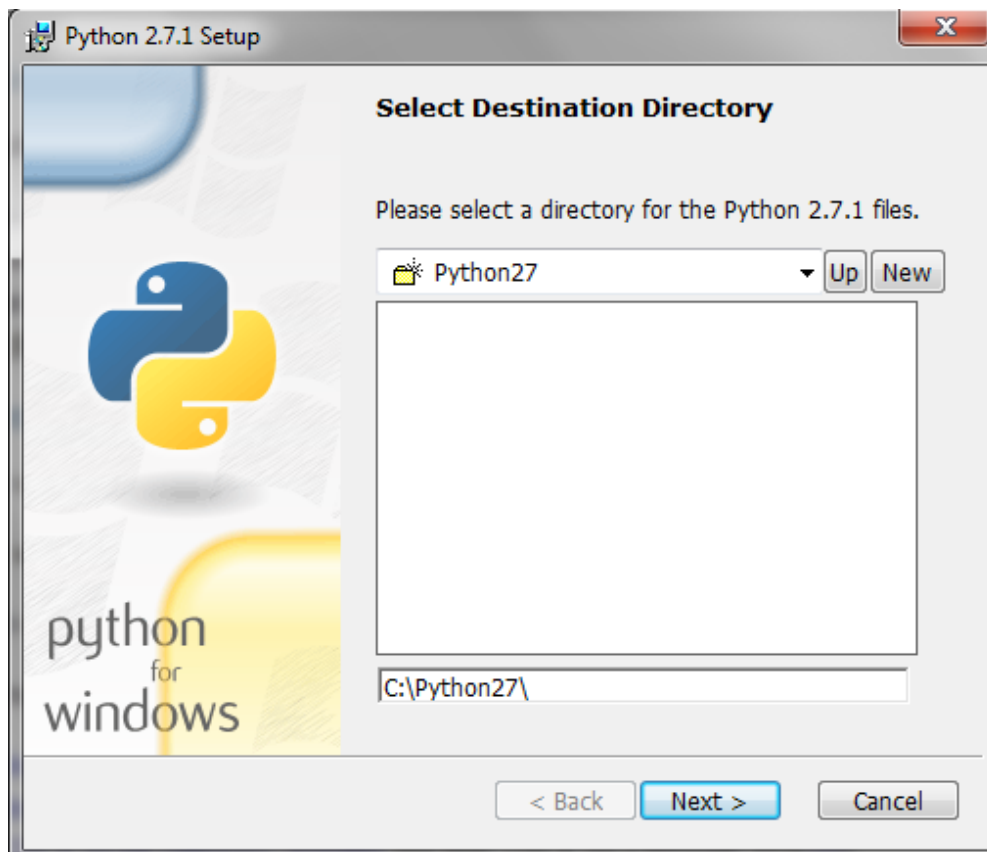 Python 2.7.1 Setup
Select Destination Directory
Please select a directory for the Python 2.7.1 files.
Python27
Up
New
C:\Python27\
python
for
windows
< Back
Next >
Cancel